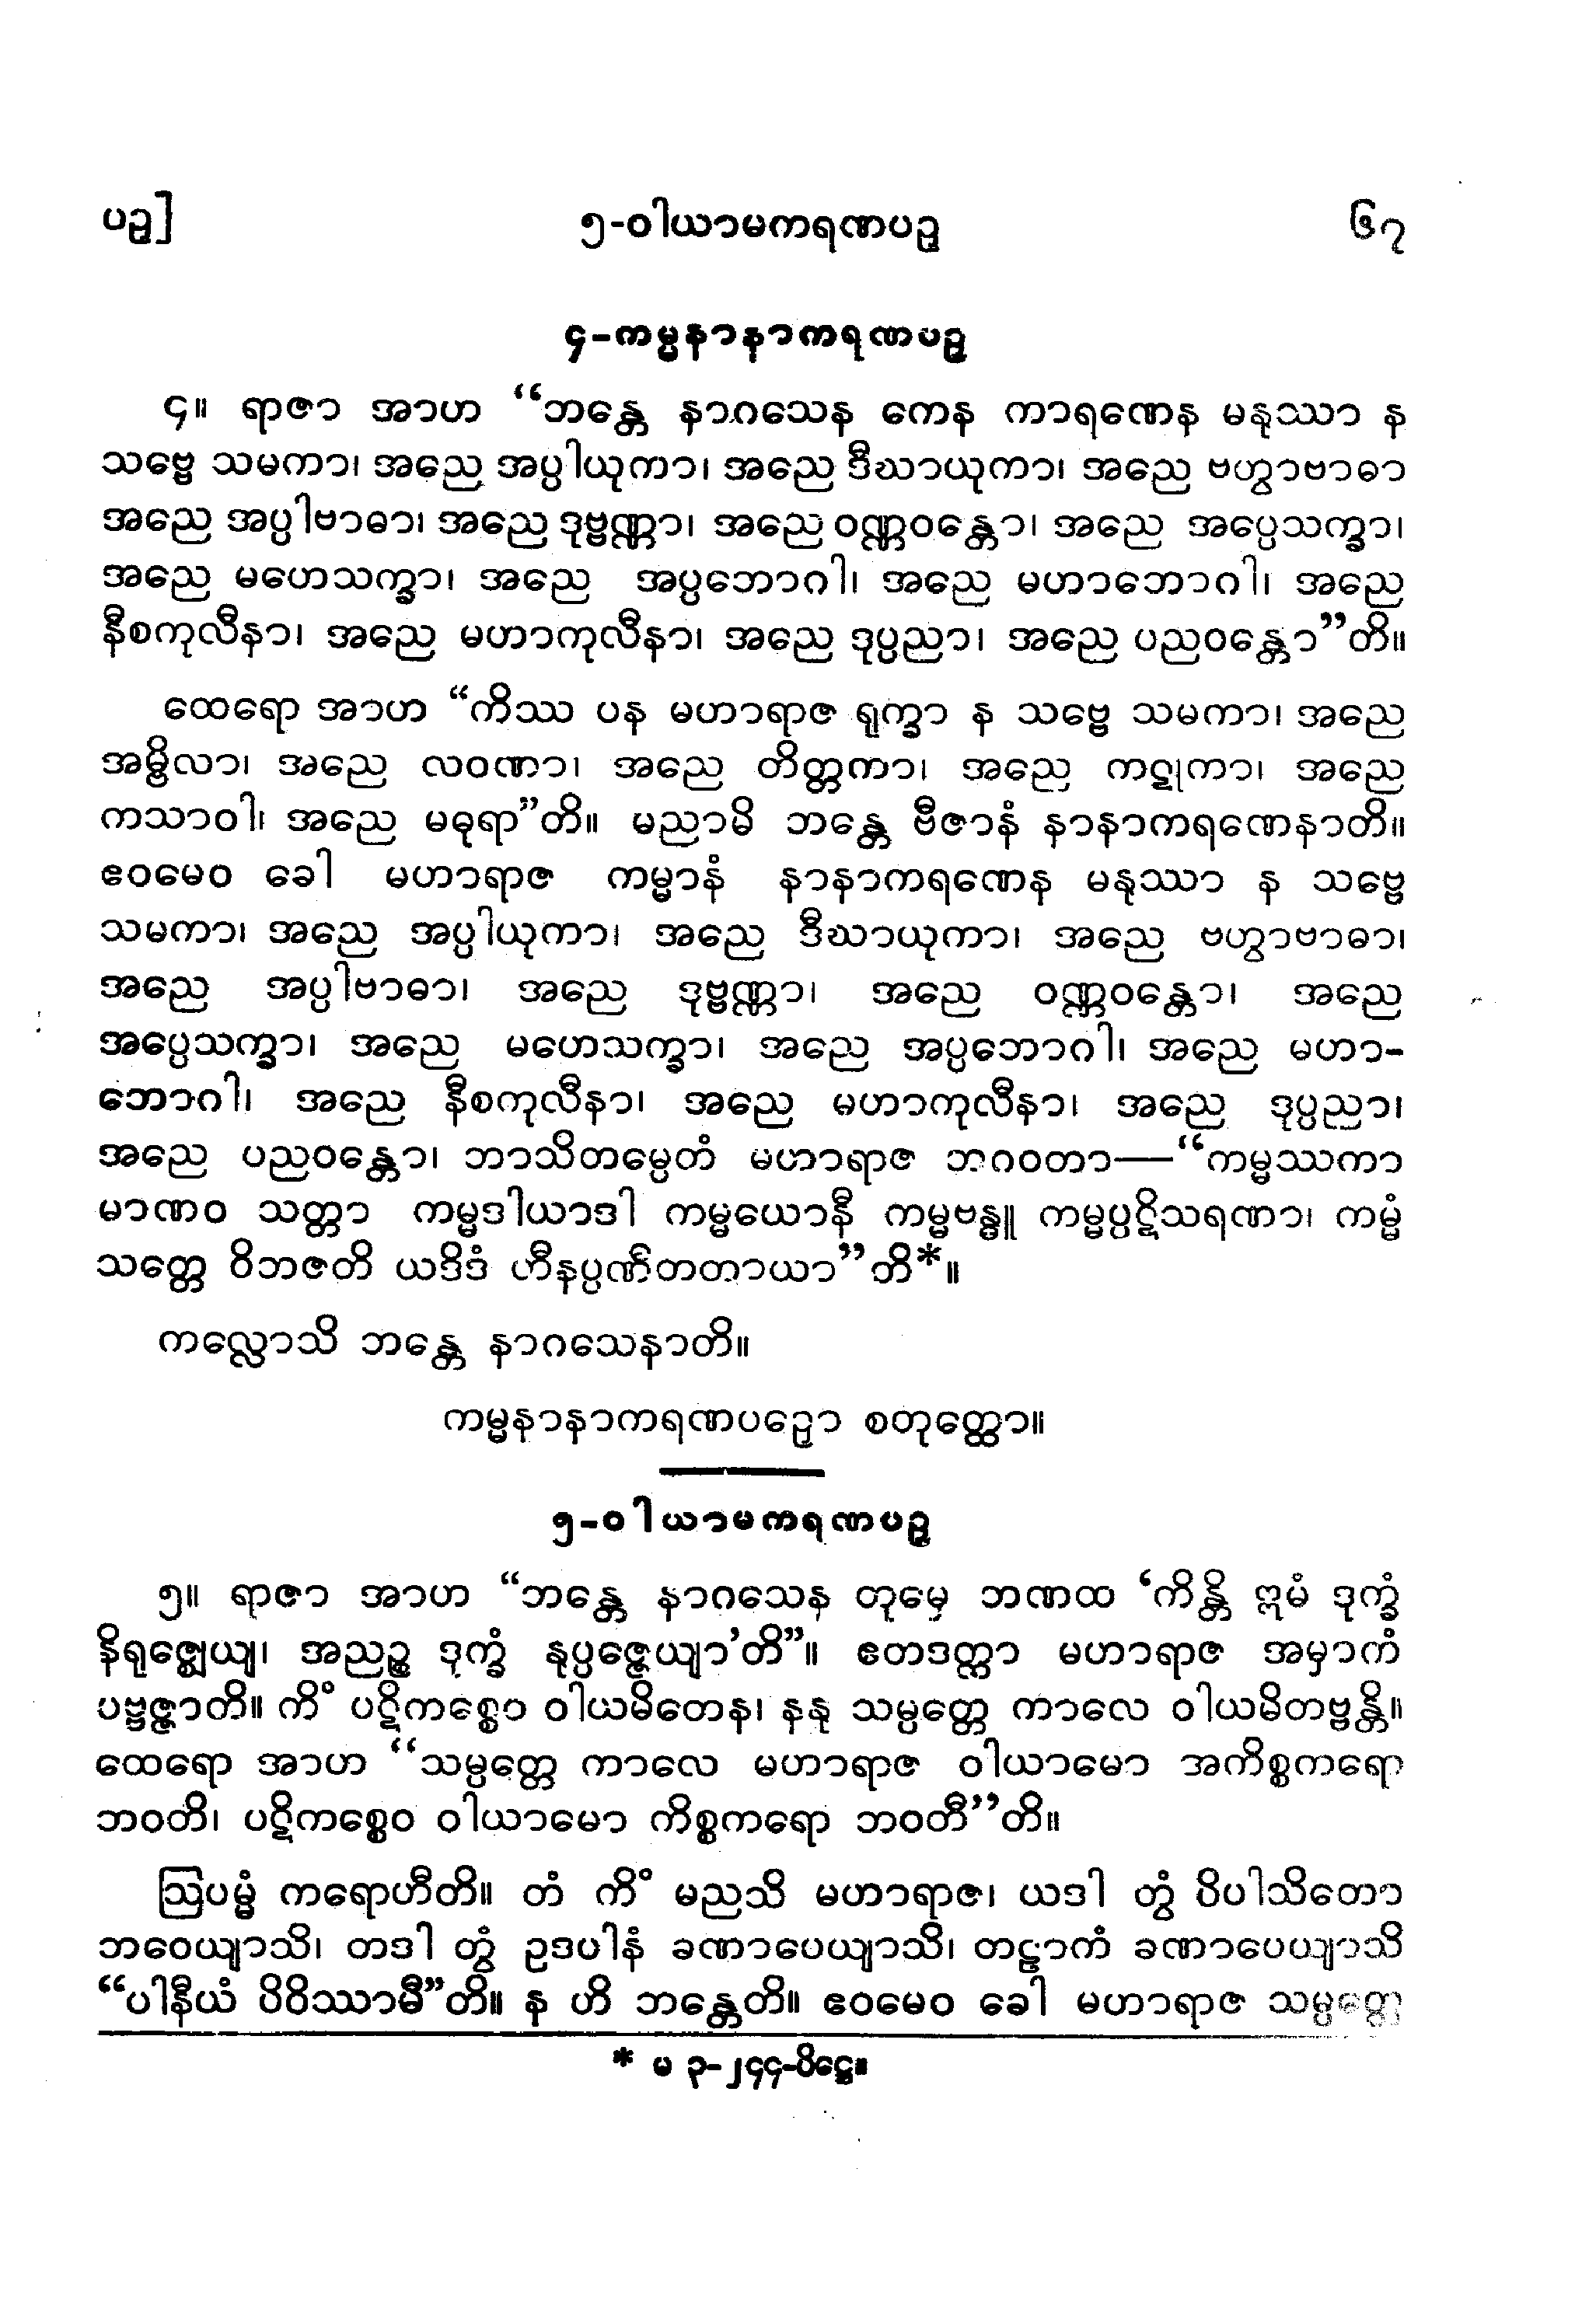 ပဥှ]
၅-ဝါယာမကရဏပဥှ
၆၇
၄-ကမ္မနာနာကရဏပဥှ
၄။ ရာဇာ အာဟ “ဘန္တေ နာဂသေန ကေန ကာရဏေန မနုဿာ န
သဗ္ဗေ သမကာ၊ အညေ အပ္ပါယုကာ၊ အညေ ဒီဃာယုကာ၊ အညေ ဗဟွာဗာဓာ
အညေ အပ္ပါဗာဓာ၊ အညေ ဒုဗ္ဗဏ္ဏာ၊ အညေ ဝဏ္ဏဝန္တော၊ အညေ အပ္ပေသက္ခာ၊
အညေ မဟေသက္ခာ၊ အညေ အပ္ပဘောဂါ၊ အညေ မဟာဘောဂါ၊ အညေ
နီစကုလီနာ၊ အညေ မဟာကုလီနာ၊ အညေ ဒုပ္ပညာ၊ အညေ ပညဝန္တော”တိ။
ထေရော အာဟ “ကိဿ ပန မဟာရာဇ ရုက္ခာ န သဗ္ဗေ သမကာ၊ အညေ
အမ္ဗိလာ၊ အညေ လဝဏာ၊ အညေ တိတ္တကာ၊ အညေ ကဋုကာ၊ အညေ
ကသာဝါ၊ အညေ မဓုရာ”တိ။ မညာမိ ဘန္တေ ဗီဇာနံ နာနာကရဏေနာတိ။
ဧဝမေဝ ခေါ မဟာရာဇ ကမ္မာနံ နာနာကရဏေန မနုဿာ န သဗ္ဗေ
သမကာ၊ အညေ အပ္ပါယုကာ၊ အညေ ဒီဃာယုကာ၊ အညေ ဗဟွာဗာဓာ၊
အညေ အပ္ပါဗာဓာ၊ အညေ ဒုဗ္ဗဏ္ဏာ၊ အညေ ဝဏ္ဏဝန္တော၊ အညေ
အပ္ပေသက္ခာ၊ အညေ မဟေသက္ခာ၊ အညေ အပ္ပဘောဂါ၊ အညေ မဟာ-
ဘောဂါ၊ အညေ နီစကုလီနာ၊ အညေ မဟာကုလီနာ၊ အညေ ဒုပ္ပညာ၊
အညေ ပညဝန္တော၊ ဘာသိတမ္ပေတံ မဟာရာဇ ဘဂဝတာ—“ကမ္မဿကာ
မာဏဝ သတ္တာ ကမ္မဒါယာဒါ ကမ္မယောနီ ကမ္မဗန္ဓူ ကမ္မပ္ပဋိသရဏာ၊ ကမ္မံ
သတ္တေ ဝိဘဇတိ ယဒိဒံ ဟီနပ္ပဏီတတာယာ”တိ*။
ကလ္လောသိ ဘန္တေ နာဂသေနာတိ။
ကမ္မနာနာကရဏပဥှော စတုတ္ထော။
၅-ဝါယာမကရဏပဥှ
၅။ ရာဇာ အာဟ “ဘန္တေ နာဂသေန တုမှေ ဘဏထ ‘ကိန္တိ ဣမံ ဒုက္ခံ
နိရုဇ္ဈေယျ၊ အညဉ္စ ဒုက္ခံ နုပ္ပဇ္ဇေယျာ’တိ”။ ဧတဒတ္ထာ မဟာရာဇ အမှာကံ
ပဗ္ဗဇ္ဇာတိ။ ကိံ ပဋိကစ္စေဝ ဝါယမိတေန၊ နနု သမ္ပတ္တေ ကာလေ ဝါယမိတဗ္ဗန္တိ။
ထေရော အာဟ “သမ္ပတ္တေ ကာလေ မဟာရာဇ ဝါယာမော အကိစ္စကရော
ဘဝတိ၊ ပဋိကစ္စေဝ ဝါယာမော ကိစ္စကရော ဘဝတီ”တိ။
ဩပမ္မံ ကရောဟီတိ။ တံ ကိံ မညသိ မဟာရာဇ၊ ယဒါ တွံ ပိပါသိတော
ဘဝေယျာသိ၊ တဒါ တွံ ဥဒပါနံ ခဏာပေယျာသိ၊ တဠာကံ ခဏာပေယျာသိ
“ပါနီယံ ပိဝိဿာမီ”တိ။ န ဟိ ဘန္တေတိ။ ဧဝမေဝ ခေါ မဟာရာဇ သမ္ပတ္တေ
* မ ၃-၂၄၄-ပိဋ္ဌေ။